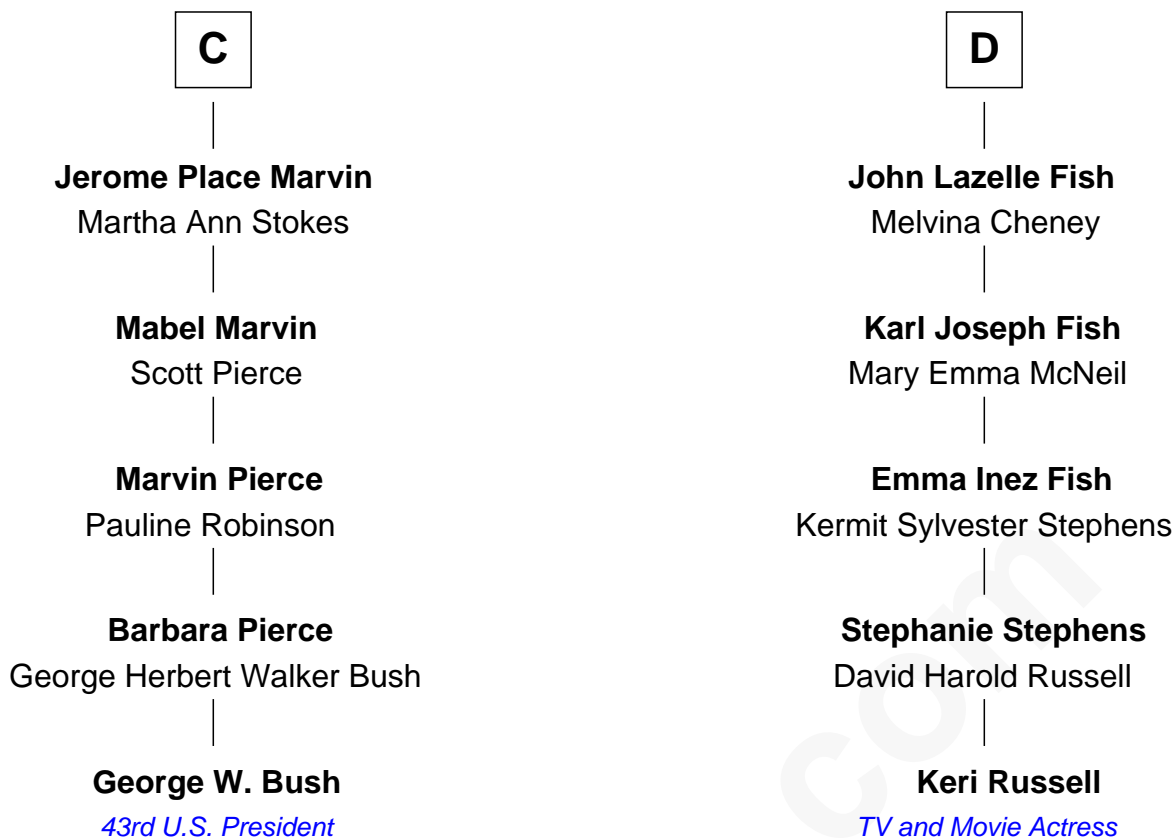 C
Jerome Place Marvin
Martha Ann Stokes
Mabel Marvin
Scott Pierce
Marvin Pierce
Pauline Robinson
Barbara Pierce
George Herbert Walker Bush
George W. Bush
43rd U.S. President
D
John Lazelle Fish
Melvina Cheney
Karl Joseph Fish
Mary Emma McNeil
Emma Inez Fish
Kermit Sylvester Stephens
Stephanie Stephens
David Harold Russell
Keri Russell
TV and Movie Actress
com